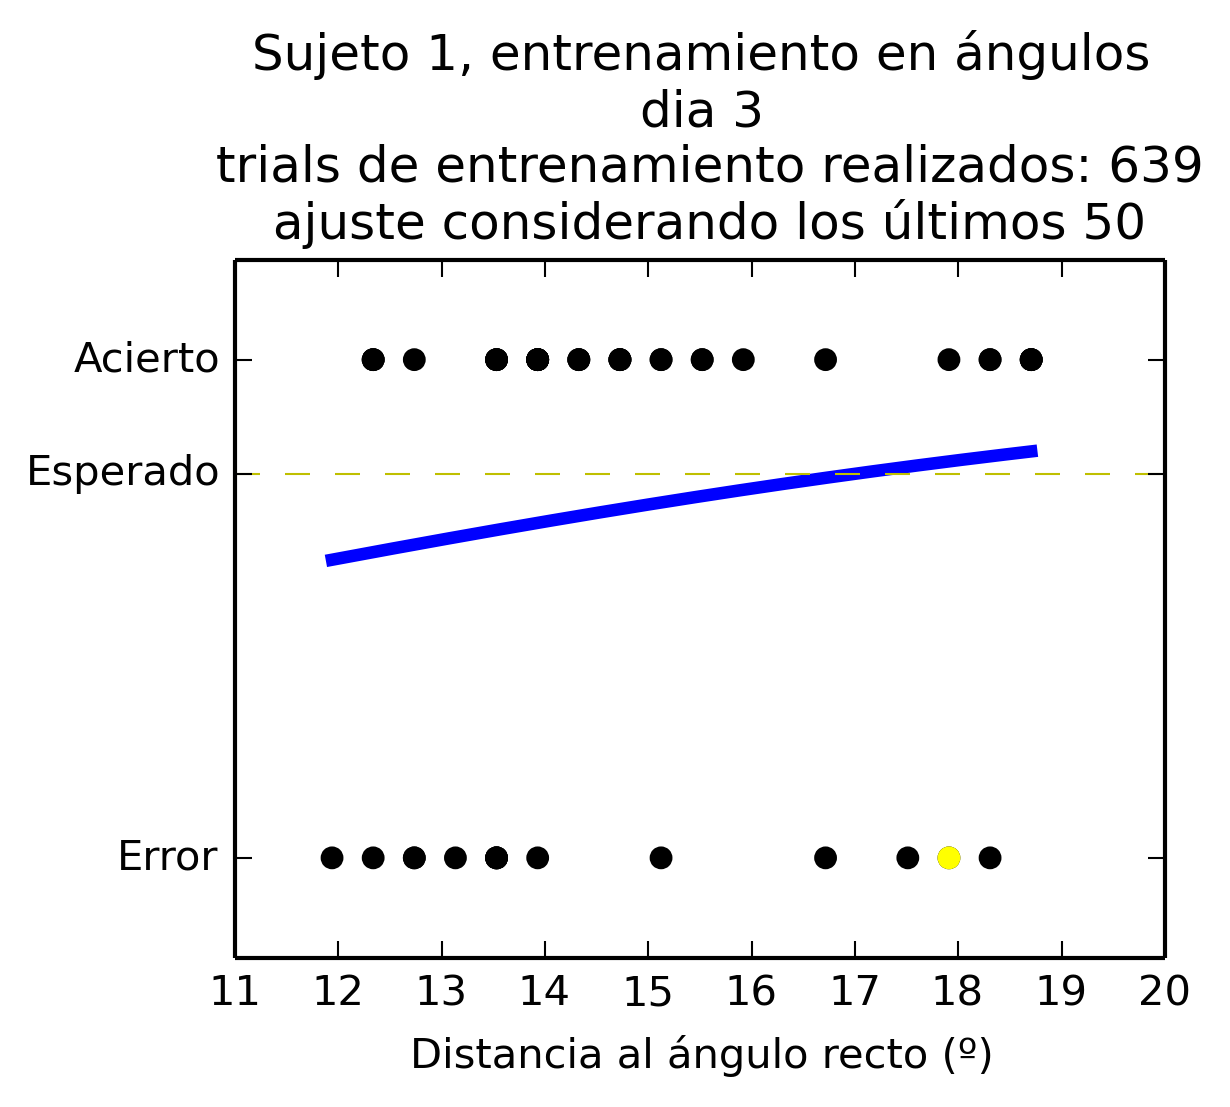 Sujeto 1, entrenamiento en ángulos
dia 3
trials de entrenamiento realizados: 639
ajuste considerando los últimos 50
Acierto
Esperado
Error
11 12 13 14 15 16 17 18 19 20
Distancia al ángulo recto (º)